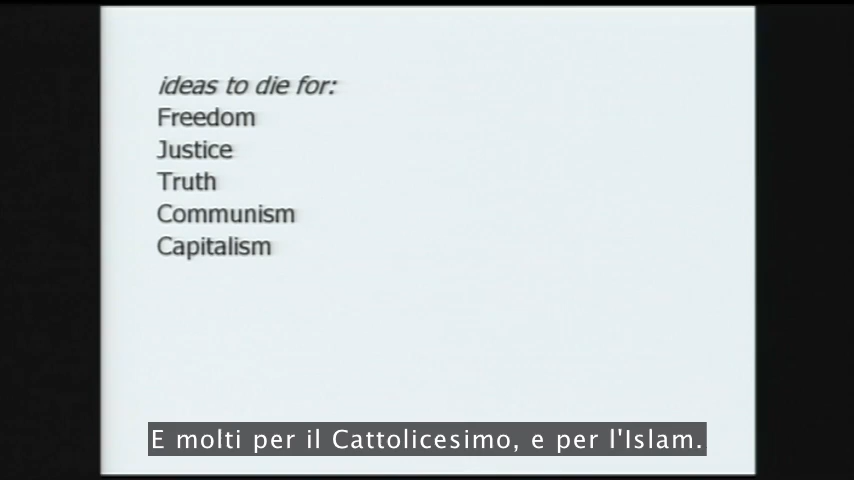 ideas to die for:
Freedom
Justice
Truth
Communism
Capitalism
E molti per il Cattolicesimo, e per l'Islam.